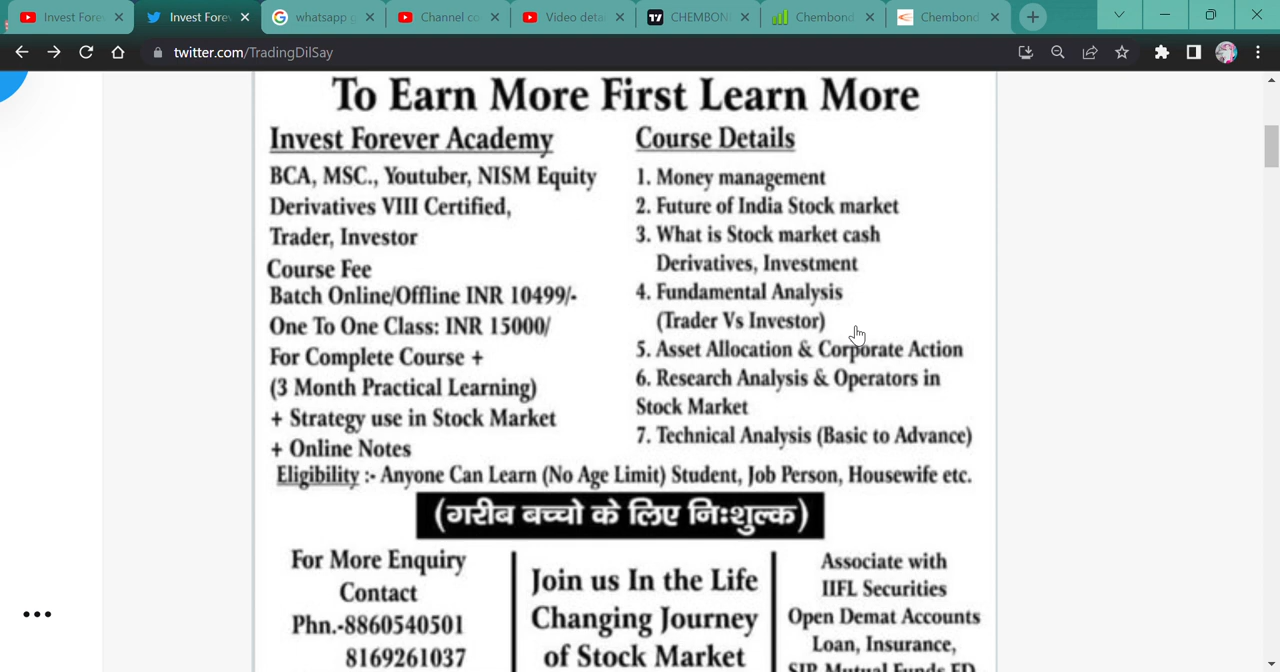 Invest Forev
Invest Forev
whatsapp g
Channel co
Video deta
CHEMBON
Chembond
Chembond
twitter.com/TradingDilSay
To Earn More First Learn More
Invest Forever Academy
BCA, MSC., Youtuber, NISM Equity
Derivatives VIII Certified,
Trader, Investor
Course Fee
Batch Online/Offline INR 10499/-
One To One Class: INR 15000/
For Complete Course +
(3 Month Practical Learning)
+ Strategy use in Stock Market
+ Online Notes
Course Details
1. Money management
2. Future of India Stock market
3. What is Stock market cash
Derivatives, Investment
4. Fundamental Analysis
(Trader Vs Investor)
5. Asset Allocation & Corporate Action
6. Research Analysis & Operators in
Stock Market
7. Technical Analysis (Basic to Advance)
Eligibility :- Anyone Can Learn (No Age Limit) Student, Job Person, Housewife etc.
(गरीब बच्चो के लिए निःशुल्क)
For More Enquiry
Contact
Phn.-8860540501
8169261037
Join us In the Life
Changing Journey
of Stock Market
Associate with
IIFL Securities
Open Demat Accounts
Loan, Insurance,
SIP, Mutual Funds FD